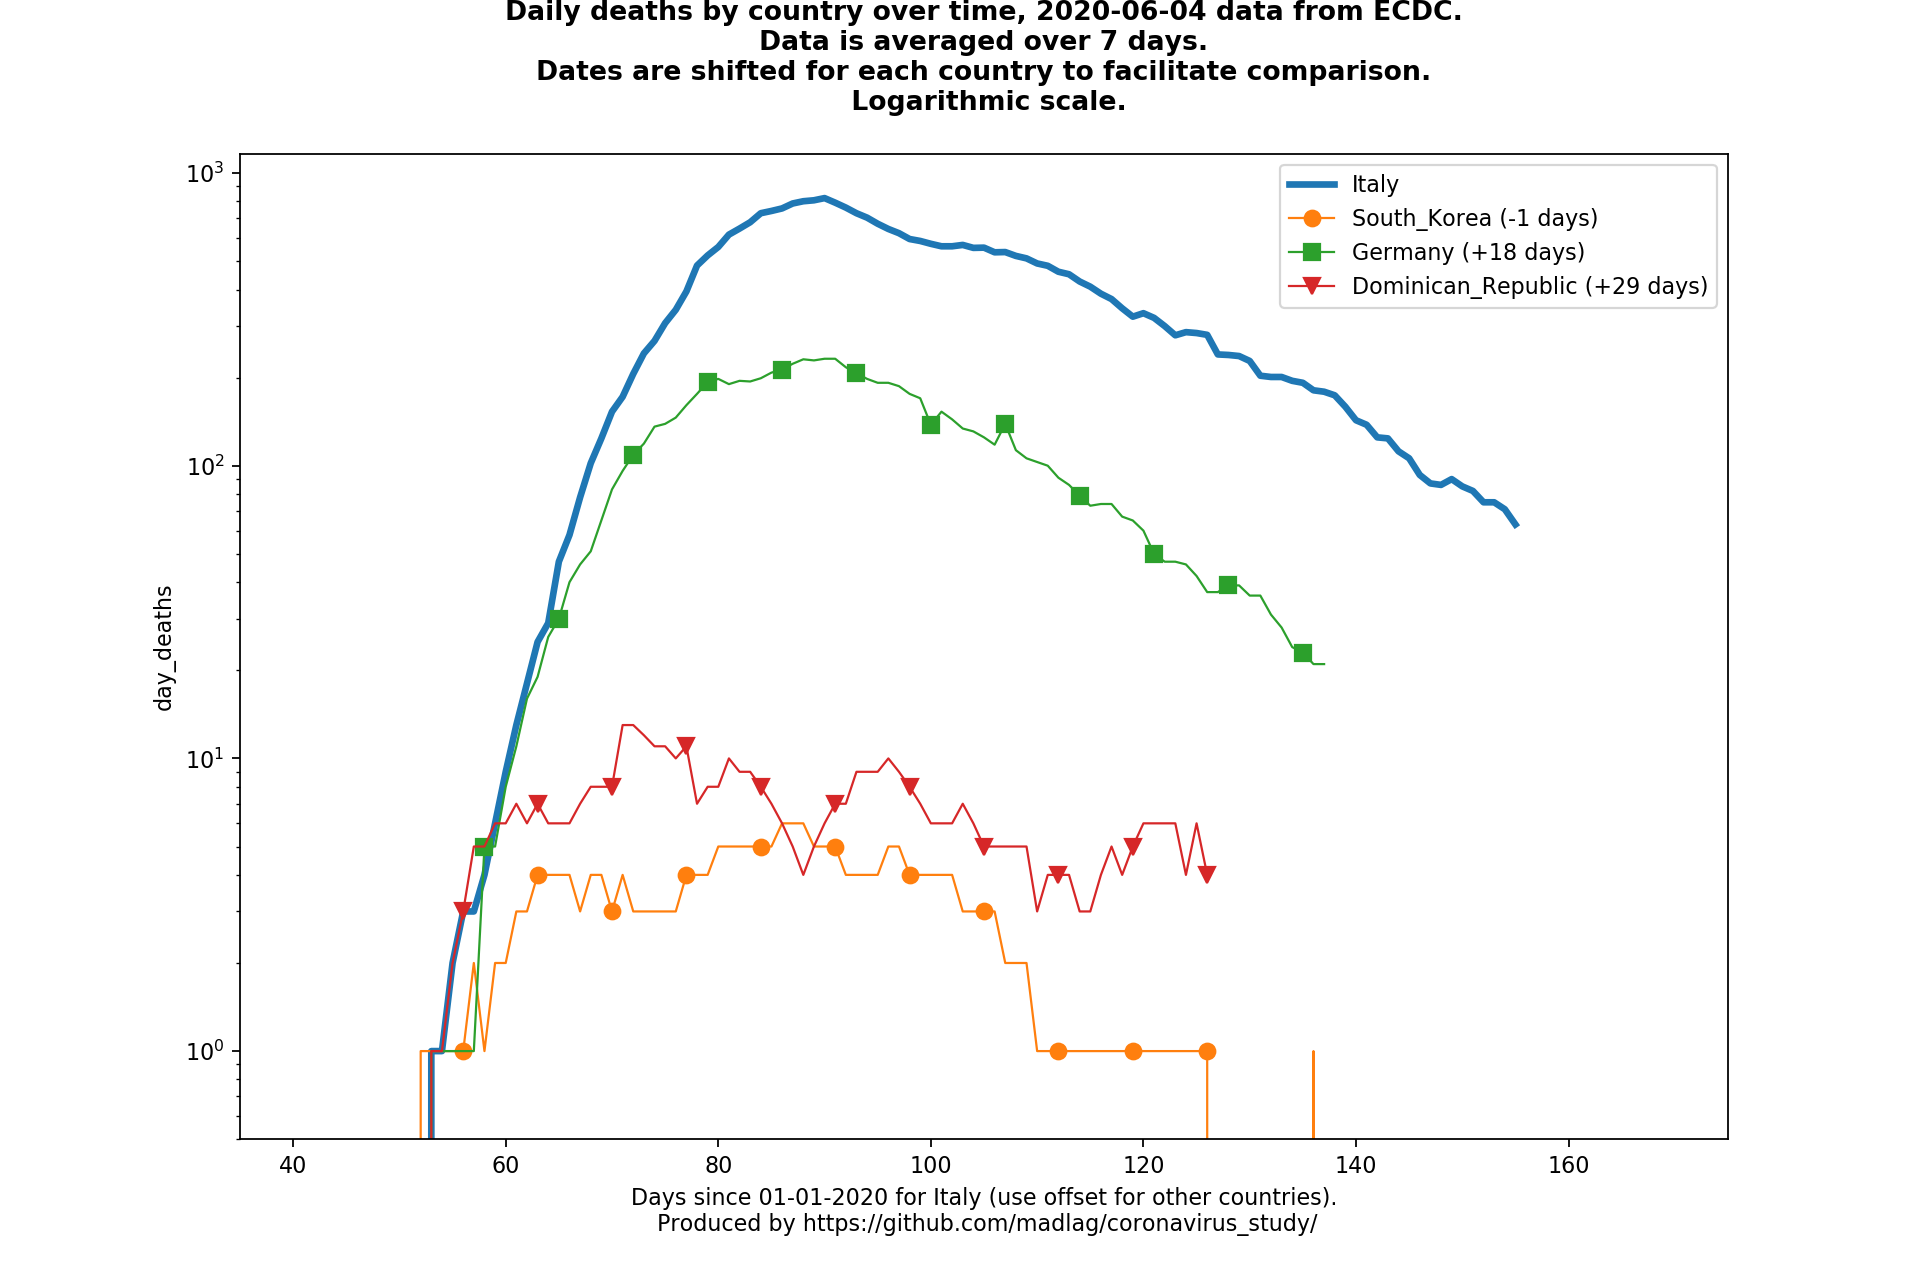 Daily deaths by country over time, 2020-06-04 data from ECDC.
Data is averaged over 7 days.
Dates are shifted for each country to facilitate comparison.
Logarithmic scale.
10³
Italy
South_Korea (-1 days)
Germany (+18 days)
Dominican_Republic (+29 days)
10²
day_deaths
10¹
10⁰
40 60 80 100 120 140 160
Days since 01-01-2020 for Italy (use offset for other countries).
Produced by https://github.com/madlag/coronavirus_study/